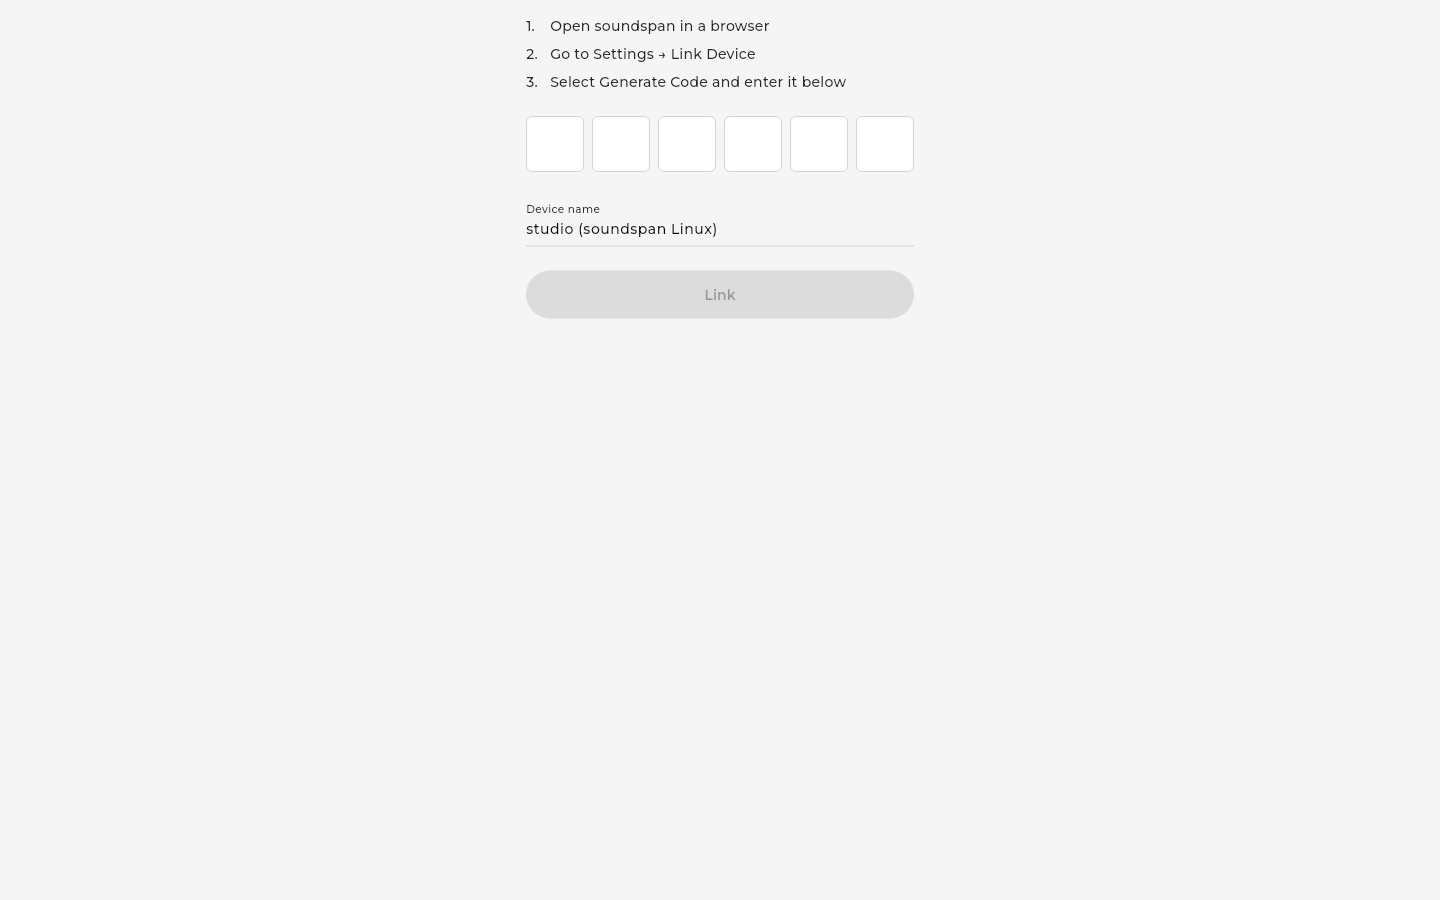 1. Open soundspan in a browser
2. Go to Settings → Link Device
3. Select Generate Code and enter it below
Device name
studio (soundspan Linux)
Link